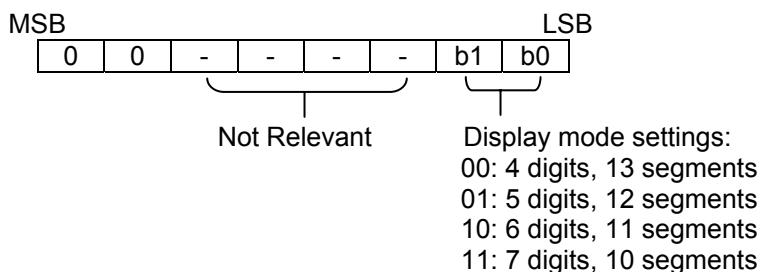 MSB LSB
0 0 - - - - b1 b0
Not Relevant
Display mode settings:
00: 4 digits, 13 segments
01: 5 digits, 12 segments
10: 6 digits, 11 segments
11: 7 digits, 10 segments